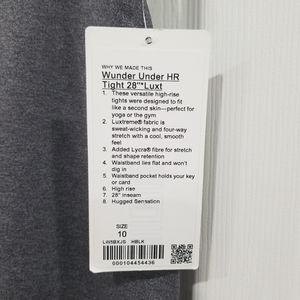 WHY WE MADE THIS
Wunder Under HR
Tight 28"*Luxt
1. These versatile high-rise
tights were designed to fit
like a second skin—perfect
for yoga or the gym
2. Luxtreme® fabric is
sweat-wicking and four-way
stretch with a cool, smooth
feel
3. Added Lycra® fibre for stretch
and shape retention
4. Waistband lies flat and won't
dig in
5. Waistband pocket holds your
key or card
6. High rise
7. 28" inseam
8. Hugged Sensation
SIZE
10
LW5BXJS HBLK
000104454436